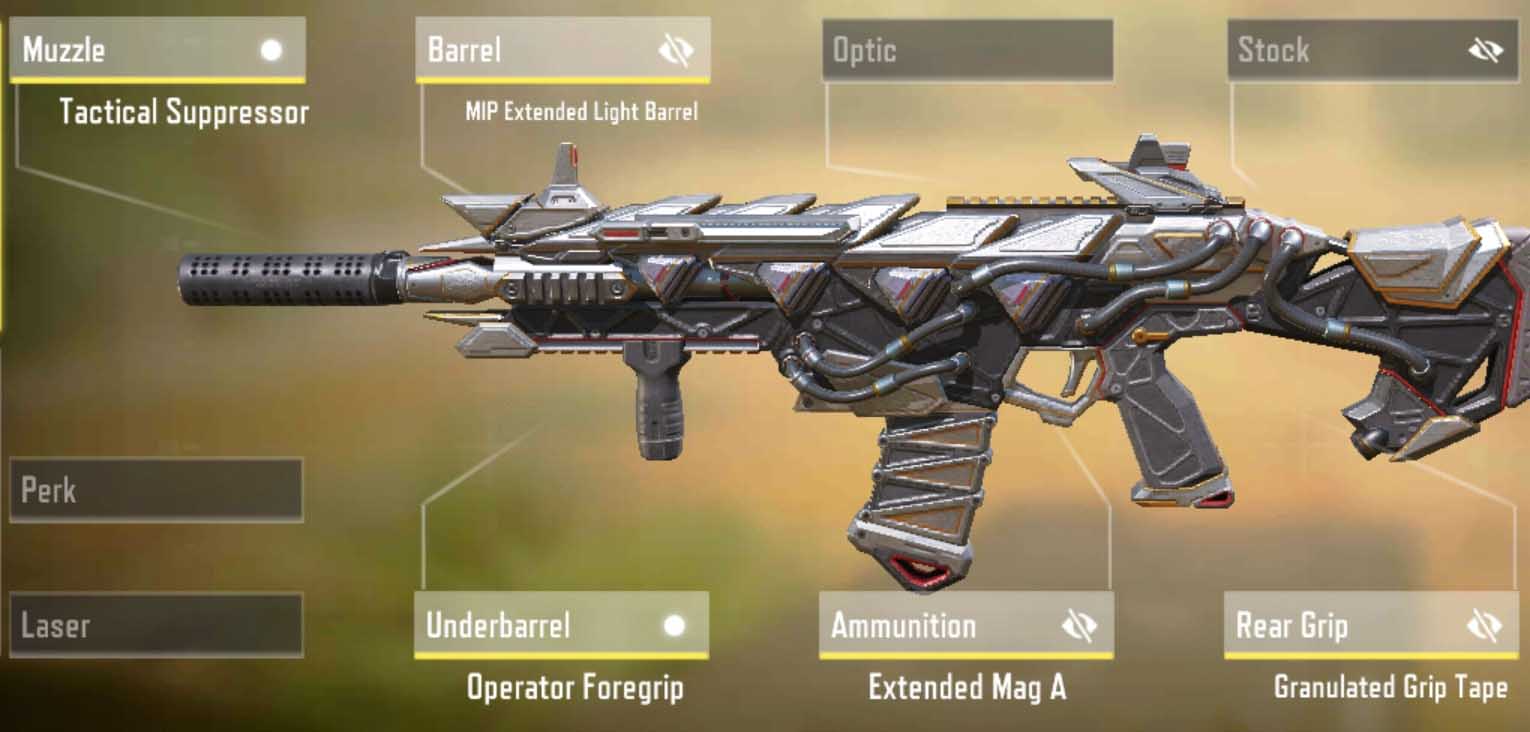 Muzzle
Barrel
Optic
Stock
Tactical Suppressor
MIP Extended Light Barrel
Perk
Laser
Underbarrel
Ammunition
Rear Grip
Operator Foregrip
Extended Mag A
Granulated Grip Tape